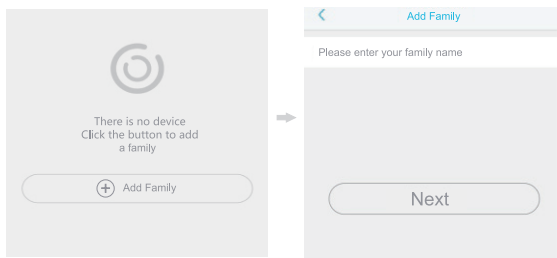 There is no device
Click the button to add
a family
Add Family
Add Family
Please enter your family name
Next